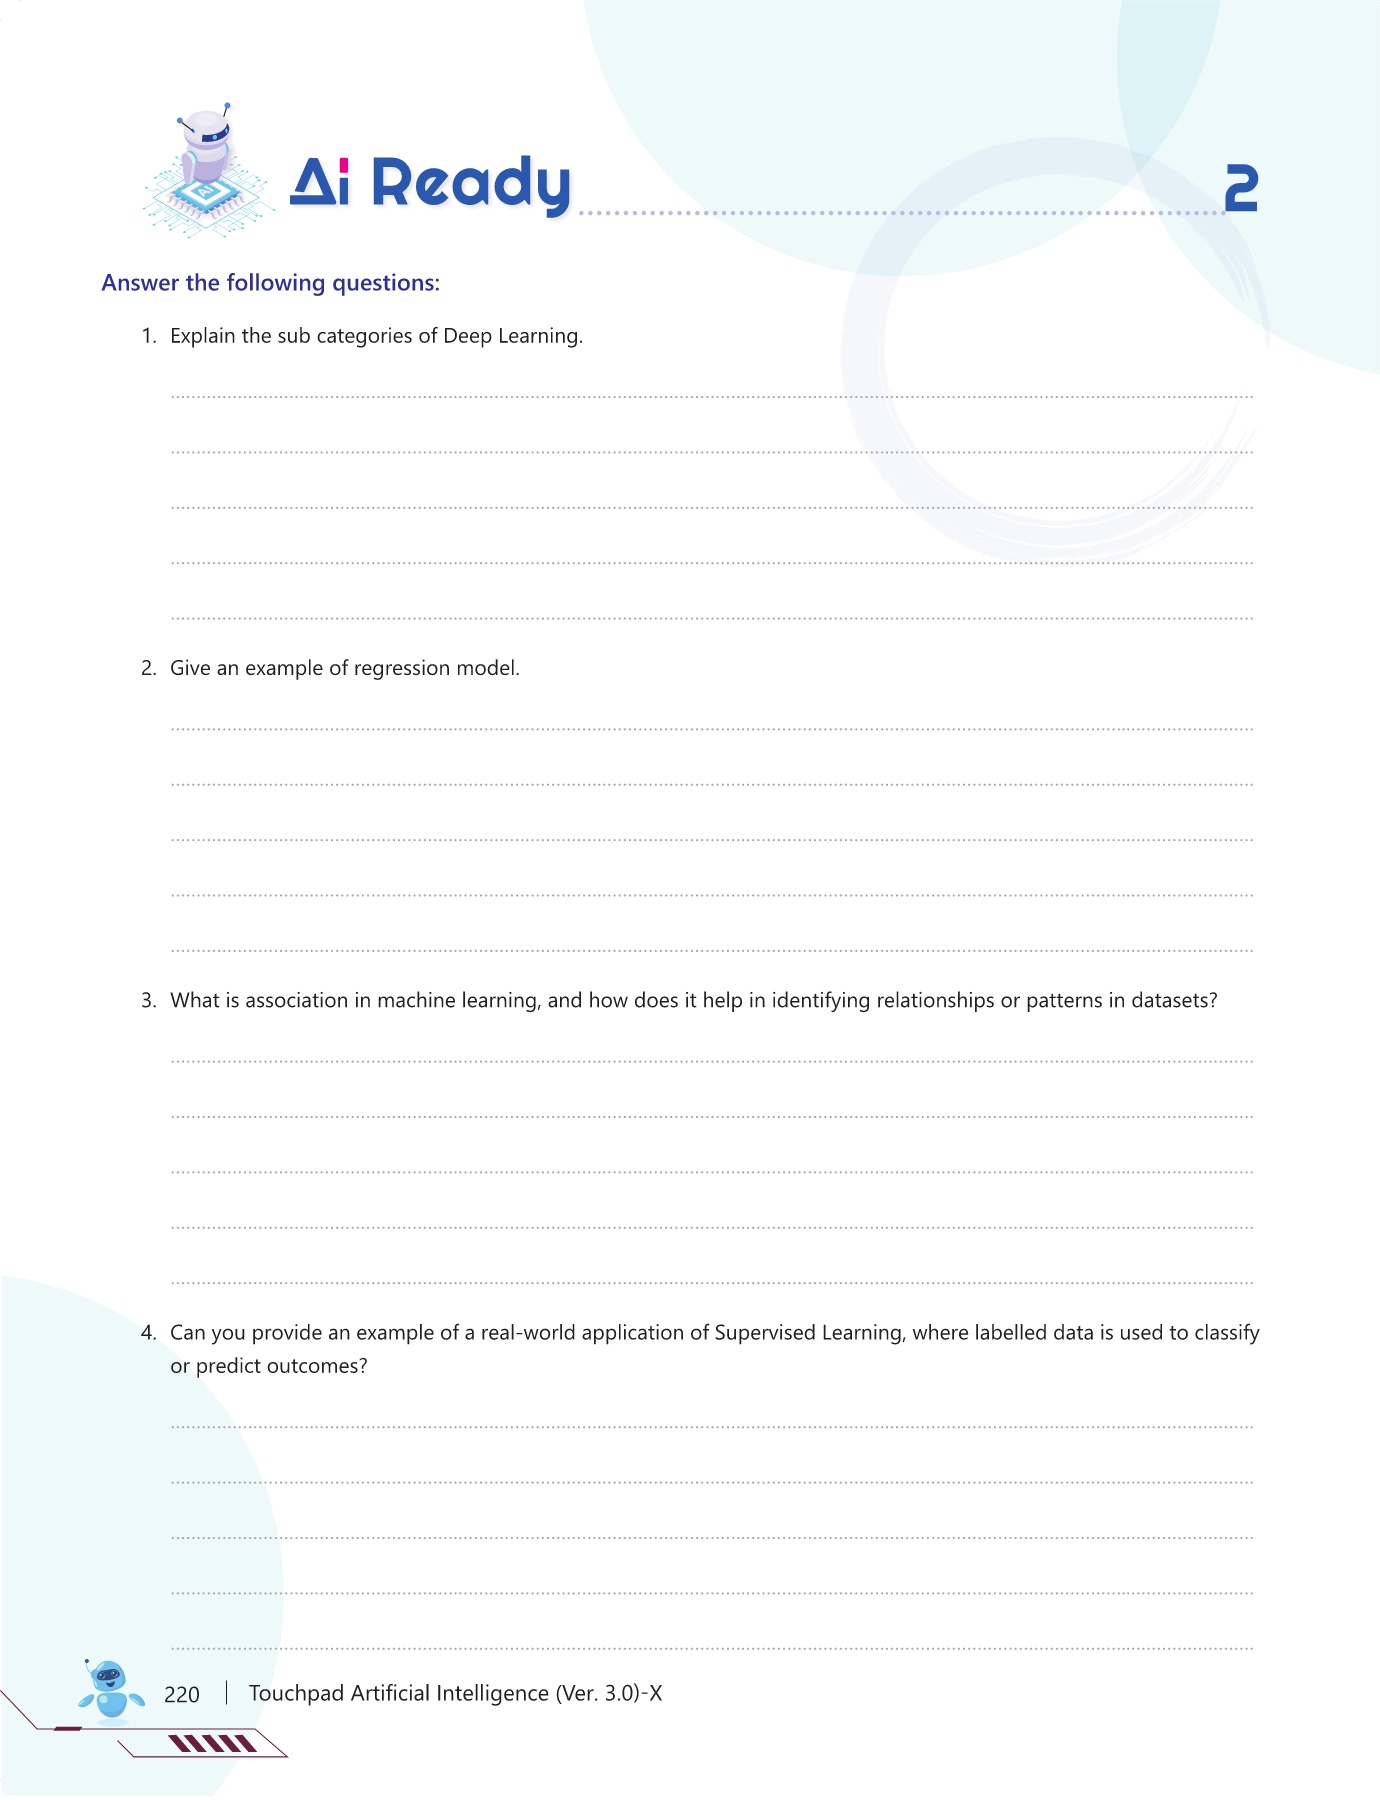 Ai Ready
2
Answer the following questions:
1. Explain the sub categories of Deep Learning.
2. Give an example of regression model.
3. What is association in machine learning, and how does it help in identifying relationships or patterns in datasets?
4. Can you provide an example of a real-world application of Supervised Learning, where labelled data is used to classify
or predict outcomes?
220 | Touchpad Artificial Intelligence (Ver. 3.0)-X